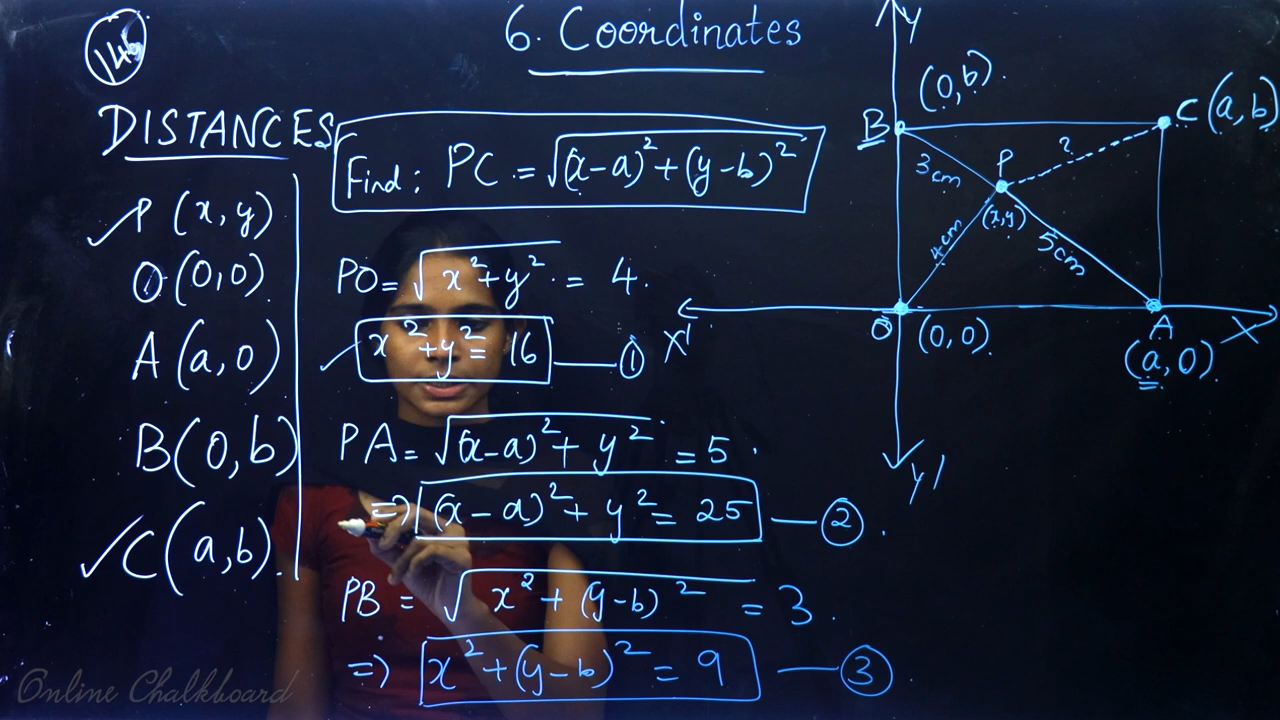 146
6. Coordinates
DISTANCES
P (x, y)
O (0,0)
A (a, 0)
B(0, b)
C(a, b).
Find : PC = √(x-a)² + (y-b)²
PO = √x² + y² = 4.
x² + y² = 16 —— ①
PA = √(x-a)² + y² = 5.
⇒ (x-a)² + y² = 25 —— ②.
PB = √x² + (y-b)² = 3.
⇒ x² + (y-b)² = 9 —— ③.
Y
(0, b).
B
C (a, b)
?
P
3cm
(x,y)
4cm
5cm
X'
O
(0, 0).
A
X
(a, 0).
Y'
Online Chalkboard